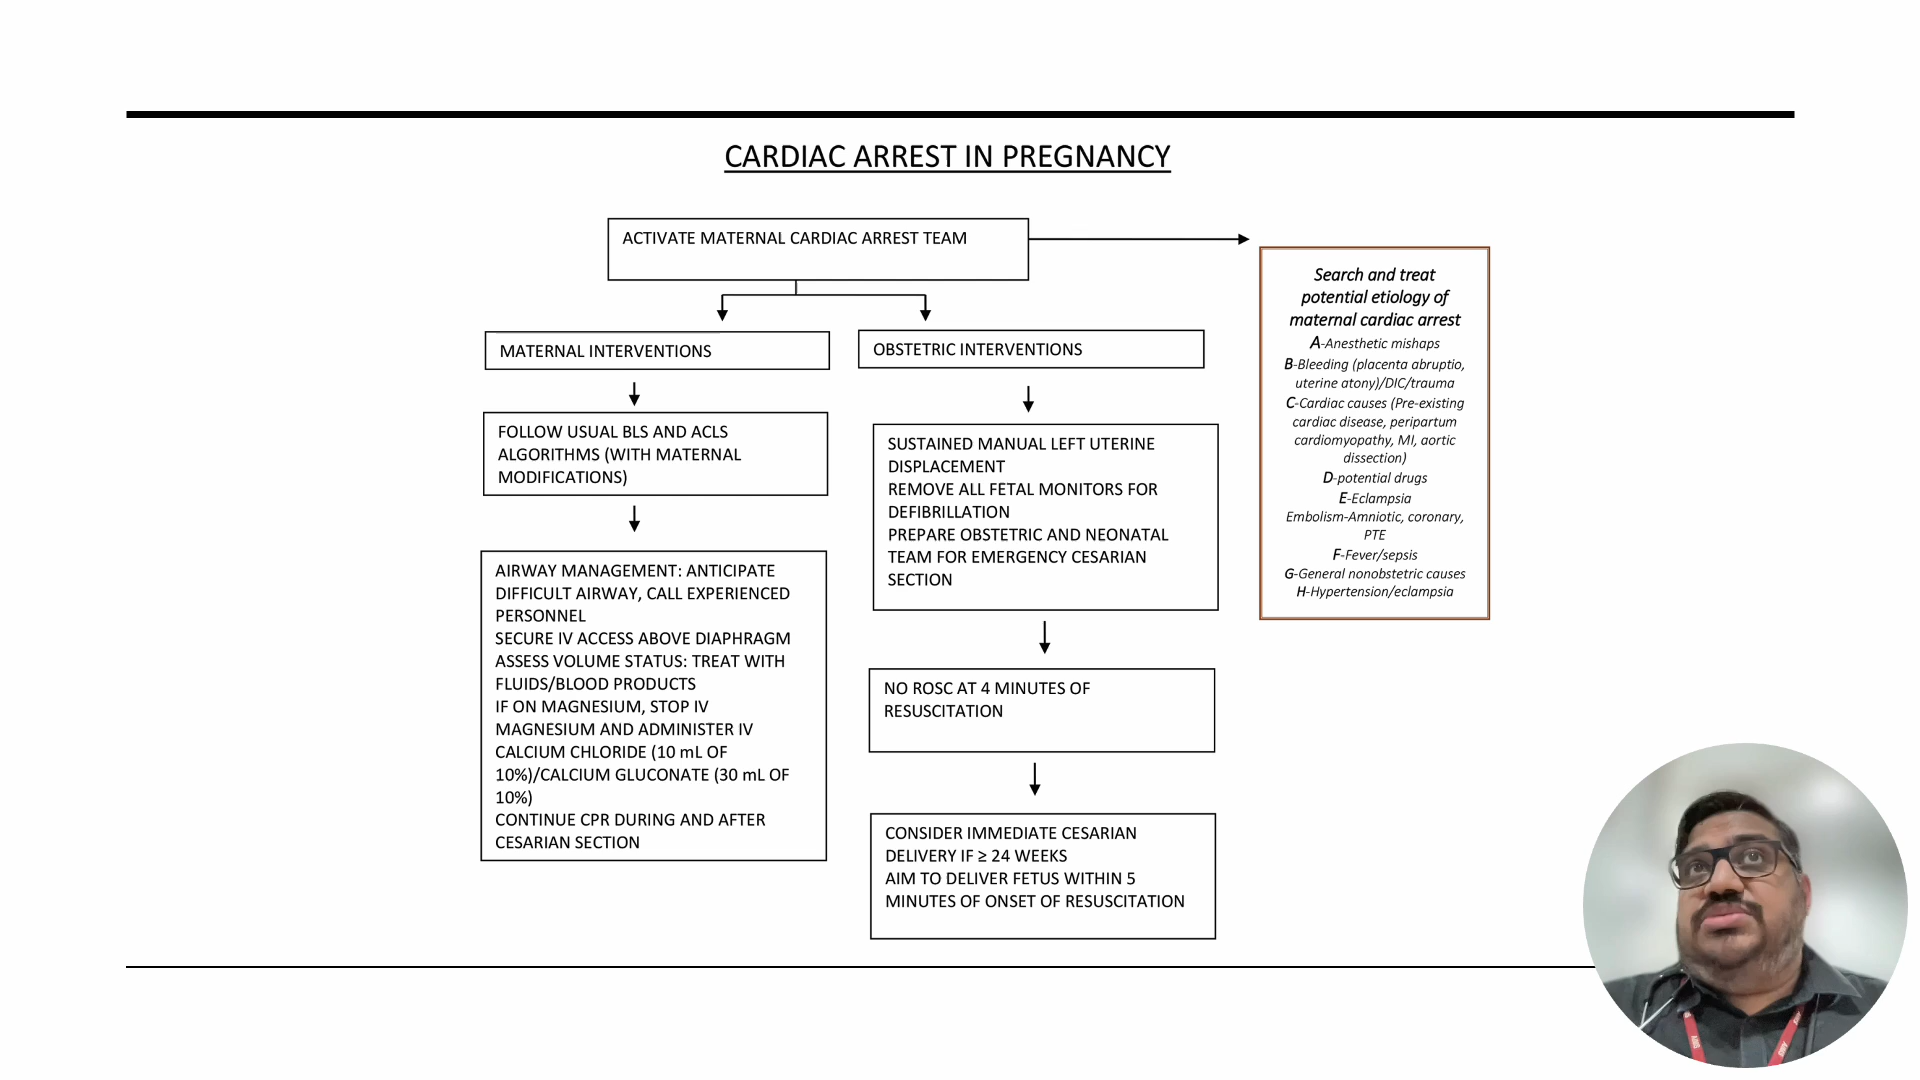 CARDIAC ARREST IN PREGNANCY
ACTIVATE MATERNAL CARDIAC ARREST TEAM
MATERNAL INTERVENTIONS
FOLLOW USUAL BLS AND ACLS
ALGORITHMS (WITH MATERNAL
MODIFICATIONS)
AIRWAY MANAGEMENT: ANTICIPATE
DIFFICULT AIRWAY, CALL EXPERIENCED
PERSONNEL
SECURE IV ACCESS ABOVE DIAPHRAGM
ASSESS VOLUME STATUS: TREAT WITH
FLUIDS/BLOOD PRODUCTS
IF ON MAGNESIUM, STOP IV
MAGNESIUM AND ADMINISTER IV
CALCIUM CHLORIDE (10 mL OF
10%)/CALCIUM GLUCONATE (30 mL OF
10%)
CONTINUE CPR DURING AND AFTER
CESARIAN SECTION
OBSTETRIC INTERVENTIONS
SUSTAINED MANUAL LEFT UTERINE
DISPLACEMENT
REMOVE ALL FETAL MONITORS FOR
DEFIBRILLATION
PREPARE OBSTETRIC AND NEONATAL
TEAM FOR EMERGENCY CESARIAN
SECTION
NO ROSC AT 4 MINUTES OF
RESUSCITATION
CONSIDER IMMEDIATE CESARIAN
DELIVERY IF ≥ 24 WEEKS
AIM TO DELIVER FETUS WITHIN 5
MINUTES OF ONSET OF RESUSCITATION
Search and treat
potential etiology of
maternal cardiac arrest
A-Anesthetic mishaps
B-Bleeding (placenta abruptio,
uterine atony)/DIC/trauma
C-Cardiac causes (Pre-existing
cardiac disease, peripartum
cardiomyopathy, MI, aortic
dissection)
D-potential drugs
E-Eclampsia
Embolism-Amniotic, coronary,
PTE
F-Fever/sepsis
G-General nonobstetric causes
H-Hypertension/eclampsia